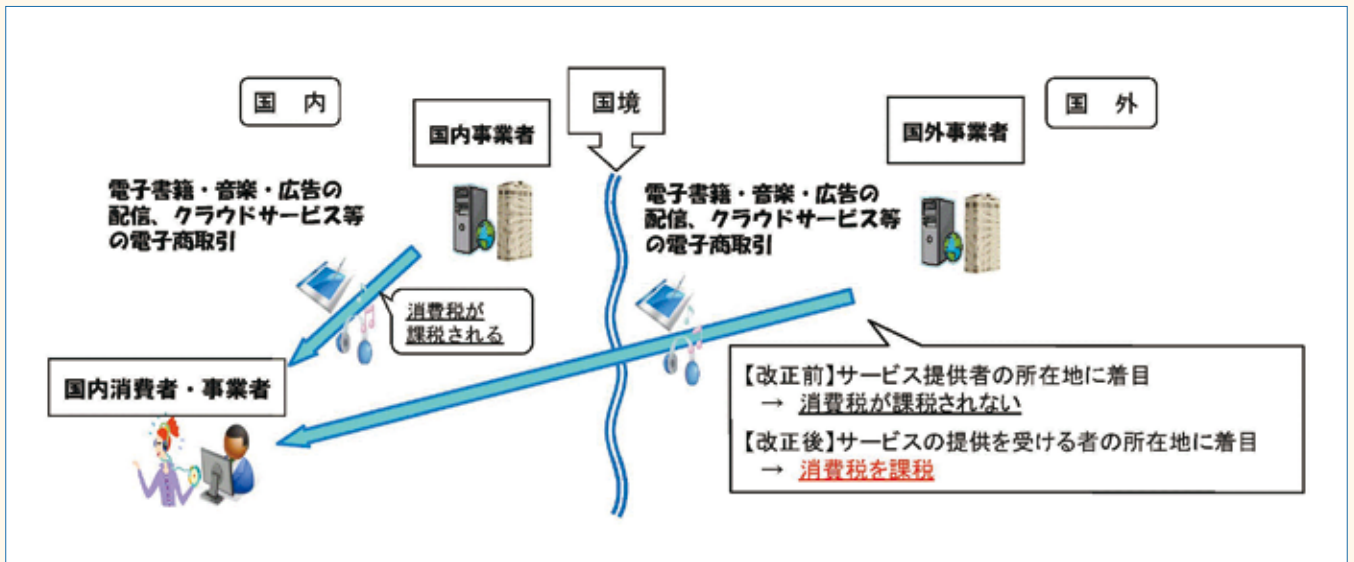 国　内
国内事業者
国境
国外事業者
国　外
電子書籍・音楽・広告の
配信、クラウドサービス等
の電子商取引
電子書籍・音楽・広告の
配信、クラウドサービス等
の電子商取引
消費税が
課税される
国内消費者・事業者
【改正前】サービス提供者の所在地に着目
→ 消費税が課税されない
【改正後】サービスの提供を受ける者の所在地に着目
→ 消費税を課税